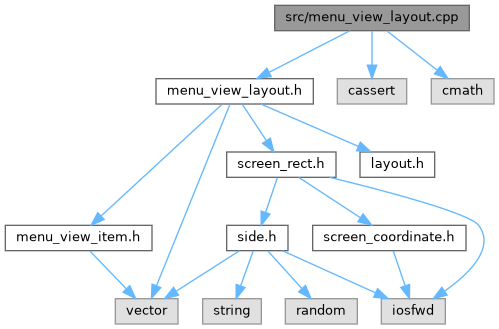 src/menu_view_layout.cpp
menu_view_layout.h
cassert
cmath
screen_rect.h
layout.h
menu_view_item.h
side.h
screen_coordinate.h
vector
string
random
iosfwd